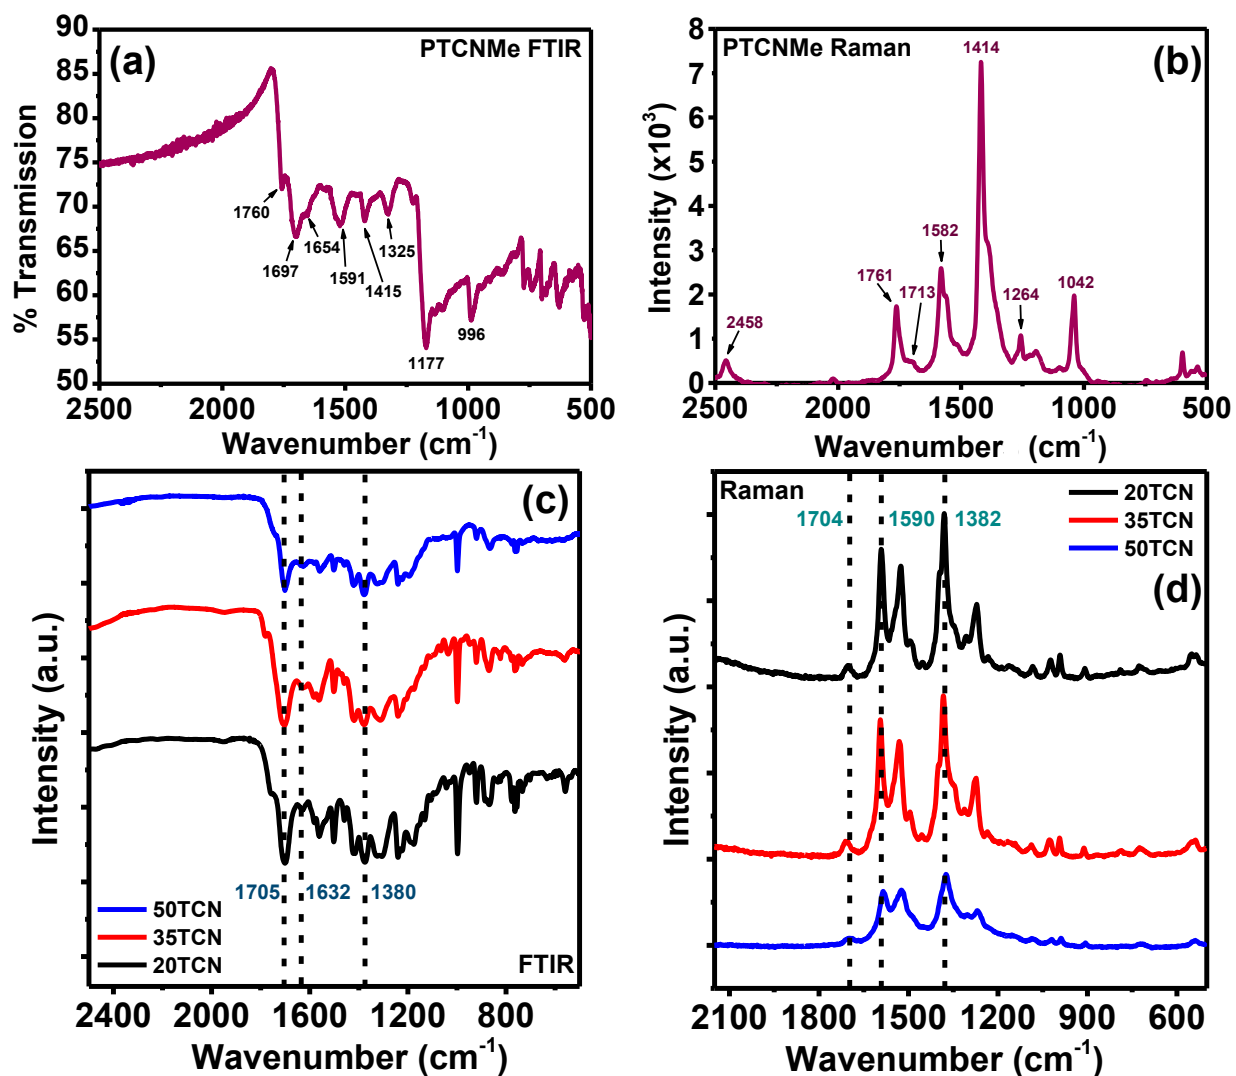 (a)
PTCNMe FTIR
90
85
80
75
70
65
60
55
50
% Transmission
1760
1697
1654
1591
1415
1325
1177
996
2500
2000
1500
1000
500
Wavenumber (cm⁻¹)
PTCNMe Raman
(b)
8
7
6
5
4
3
2
1
0
Intensity (x10³)
2458
1761
1713
1582
1414
1264
1042
2500
2000
1500
1000
500
Wavenumber (cm⁻¹)
(c)
Intensity (a.u.)
1705
1632
1380
50TCN
35TCN
20TCN
FTIR
2400
2000
1600
1200
800
Wavenumber (cm⁻¹)
Raman
20TCN
35TCN
50TCN
1704
1590
1382
(d)
Intensity (a.u.)
2100
1800
1500
1200
900
600
Wavenumber (cm⁻¹)